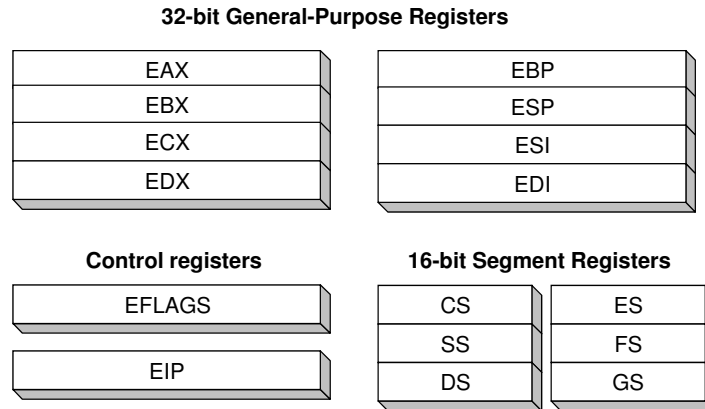 32-bit General-Purpose Registers
EAX
EBX
ECX
EDX
EBP
ESP
ESI
EDI
Control registers
EFLAGS
EIP
16-bit Segment Registers
CS
SS
DS
ES
FS
GS